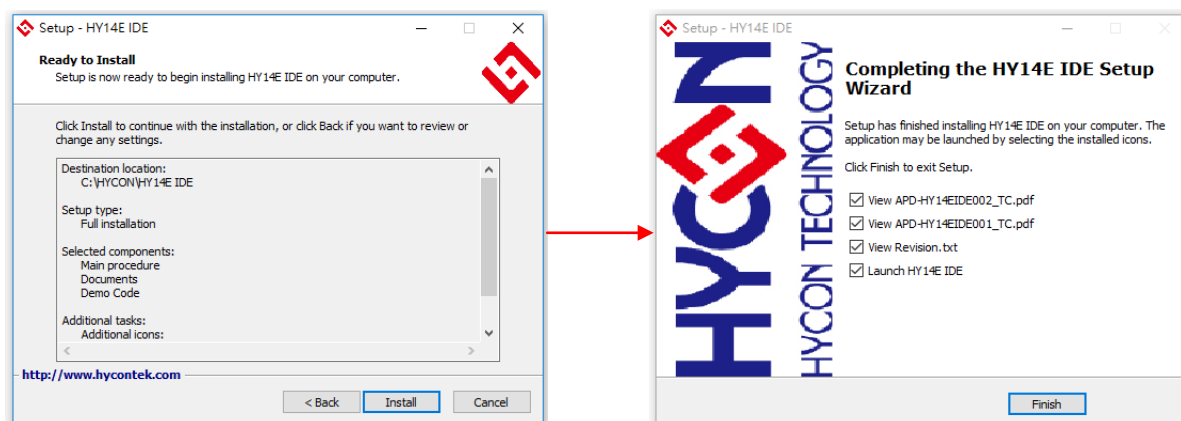 Setup - HY14E IDE
Ready to Install
Setup is now ready to begin installing HY14E IDE on your computer.
Click Install to continue with the installation, or click Back if you want to review or
change any settings.
Destination location:
C:\HYCON\HY14E IDE
Setup type:
Full installation
Selected components:
Main procedure
Documents
Demo Code
Additional tasks:
Additional icons:
http://www.hycontek.com
< Back
Install
Cancel
Setup - HY14E IDE
HYCON
HYCON TECHNOLOGY
Completing the HY14E IDE Setup
Wizard
Setup has finished installing HY14E IDE on your computer. The
application may be launched by selecting the installed icons.
Click Finish to exit Setup.
View APD-HY14EIDE002_TC.pdf
View APD-HY14EIDE001_TC.pdf
View Revision.txt
Launch HY14E IDE
Finish